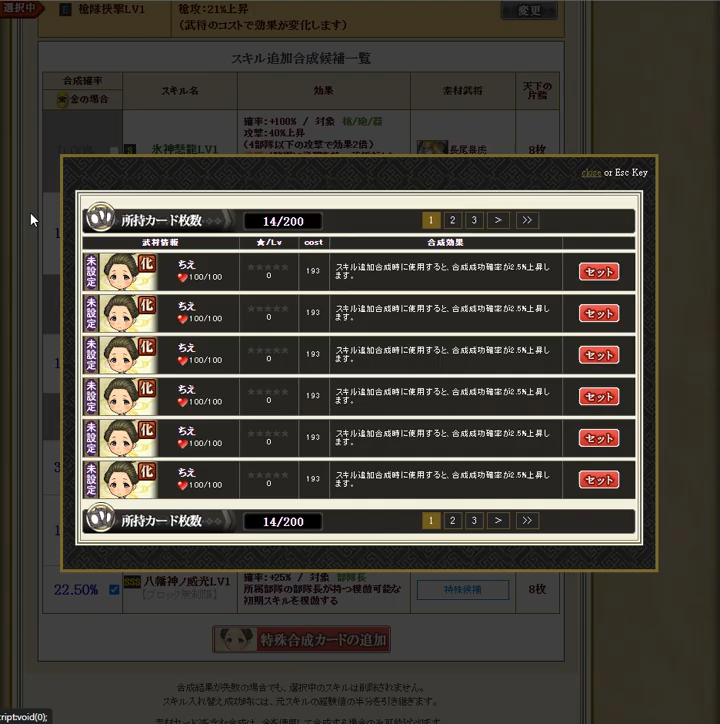 選択中
槍隊挟撃LV1
槍攻:21%上昇
(武将のコストで効果が変化します)
変更
スキル追加合成候補一覧
合成確率
金の場合
スキル名
効果
素材武将
天下の
片鱗
確率:+100% / 対象 槍/砲/器
攻撃:40%上昇
(4部隊以下の攻撃で効果2倍)
LV1
長尾景虎
8枚
close or Esc Key
所持カード枚数 14/200 1 2 3 > >>
武将情報 ★/Lv cost 合成効果
未設定 化 ちえ 100/100 ★★★★★ 0 193 スキル追加合成時に使用すると、合成成功確率が2.5%上昇し
ます。 セット
未設定 化 ちえ 100/100 ★★★★★ 0 193 スキル追加合成時に使用すると、合成成功確率が2.5%上昇し
ます。 セット
未設定 化 ちえ 100/100 ★★★★★ 0 193 スキル追加合成時に使用すると、合成成功確率が2.5%上昇し
ます。 セット
未設定 化 ちえ 100/100 ★★★★★ 0 193 スキル追加合成時に使用すると、合成成功確率が2.5%上昇し
ます。 セット
未設定 化 ちえ 100/100 ★★★★★ 0 193 スキル追加合成時に使用すると、合成成功確率が2.5%上昇し
ます。 セット
未設定 化 ちえ 100/100 ★★★★★ 0 193 スキル追加合成時に使用すると、合成成功確率が2.5%上昇し
ます。 セット
所持カード枚数 14/200 1 2 3 > >>
22.50%
SSS 八幡神ノ威光LV1
確率:+25% / 対象 部隊長
所属部隊の部隊長が持つ模倣可能な
初期スキルを模倣する
特殊候補
8枚
特殊合成カードの追加
合成結果が失敗の場合でも、選択中のスキルは削除されません。
スキル入れ替え成功時には、元スキルの経験値の半分を引き継ぎます。
ript:void(0);